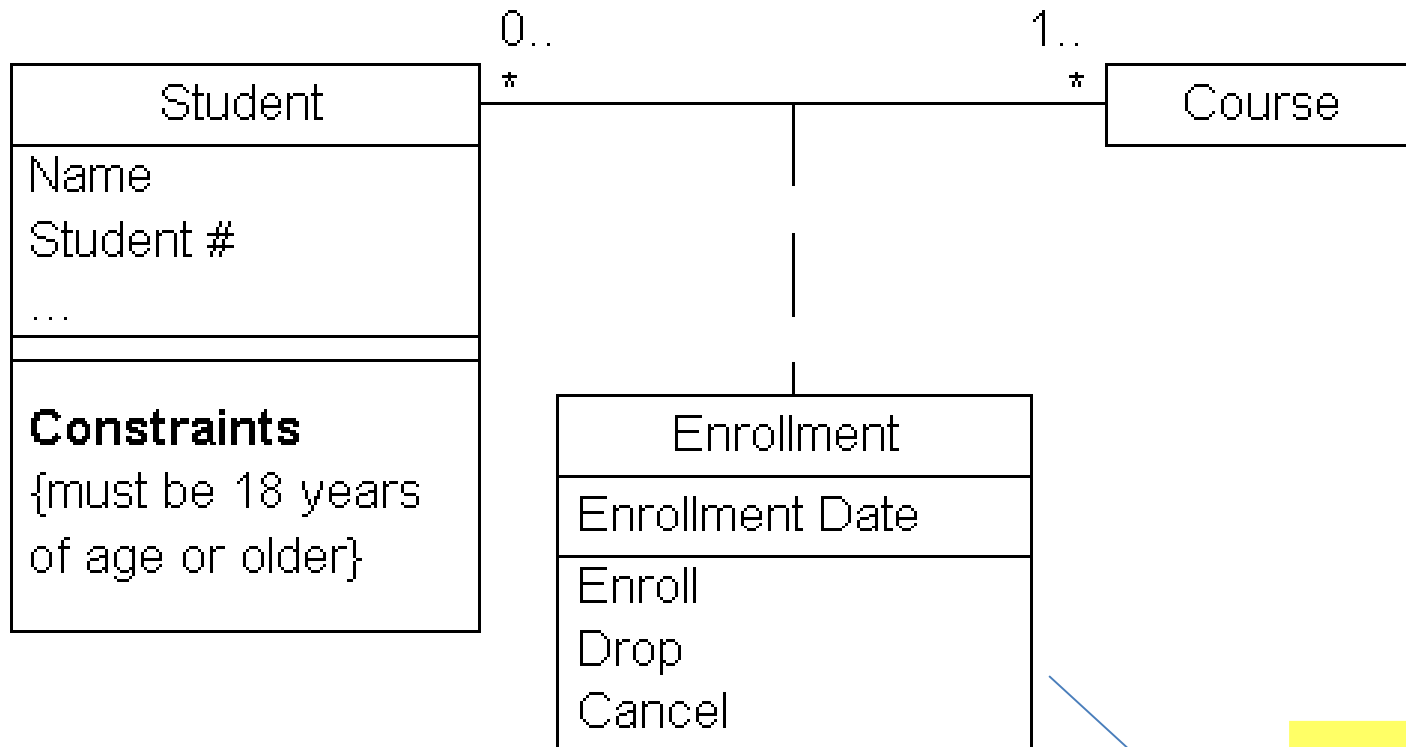 0..
*
1..
*
Student
Course
Name
Student #
...
Constraints
{must be 18 years
of age or older}
Enrollment
Enrollment Date
Enroll
Drop
Cancel